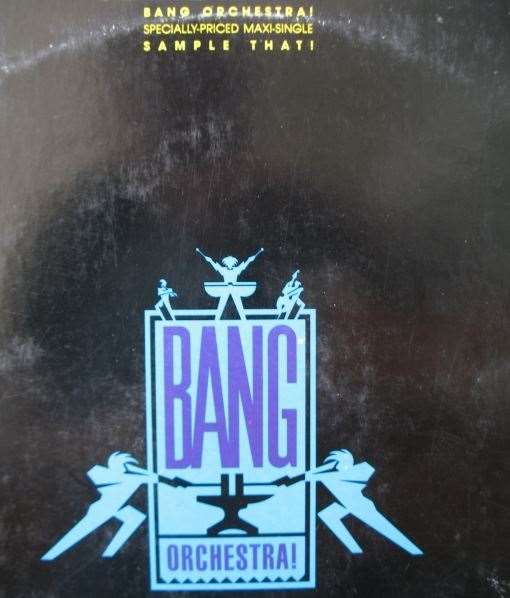 BANG ORCHESTRA!
SPECIALLY-PRICED MAXI-SINGLE
SAMPLE THAT!
BANG
ORCHESTRA!